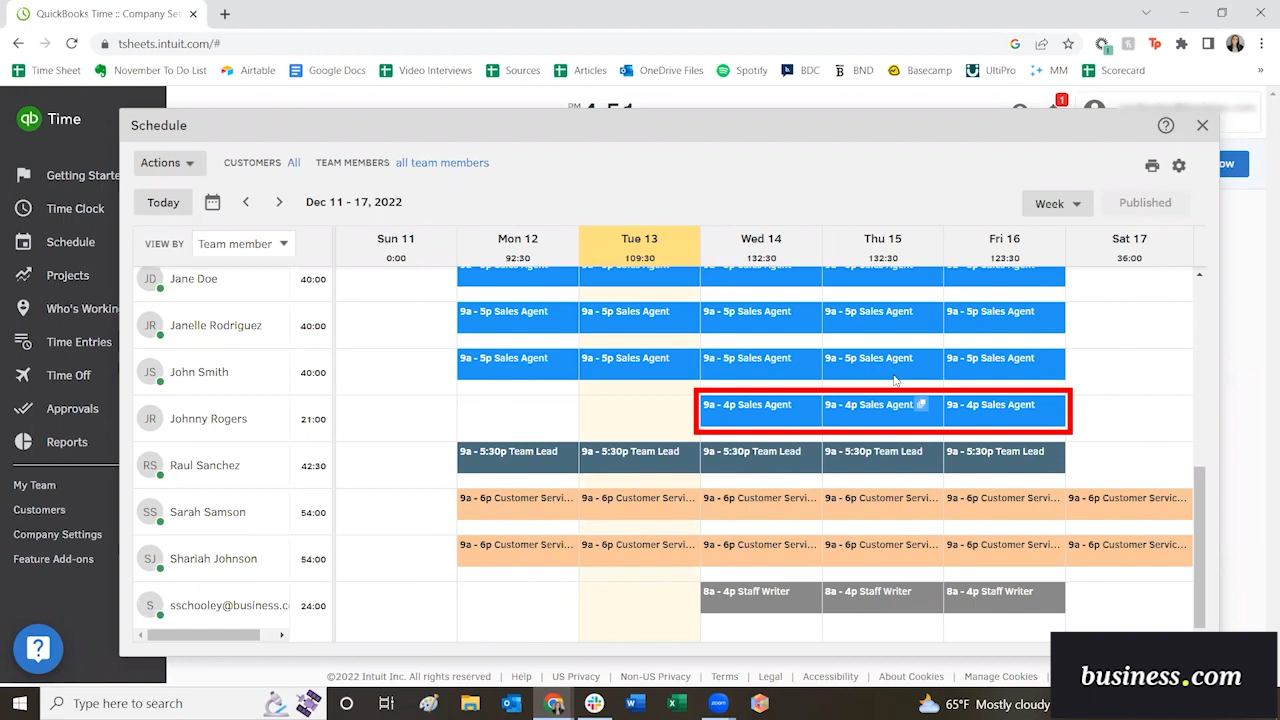 QuickBooks Time :: Company Set
tsheets.intuit.com/#
Time Sheet
November To Do List
Airtable
Google Docs
Video Interviews
Sources
Articles
OneDrive Files
Spotify
BDC
BND
Basecamp
UltiPro
MM
Scorecard
qb Time
PM
1
Schedule
Actions
CUSTOMERS All
TEAM MEMBERS all team members
Today
Dec 11 - 17, 2022
Week
Published
VIEW BY Team member
Sun 11 Mon 12 Tue 13 Wed 14 Thu 15 Fri 16 Sat 17
0:00 92:30 109:30 132:30 132:30 123:30 36:00
JD Jane Doe 40:00
JR Janelle Rodriguez 40:00 9a - 5p Sales Agent 9a - 5p Sales Agent 9a - 5p Sales Agent 9a - 5p Sales Agent 9a - 5p Sales Agent
JS John Smith 40:00 9a - 5p Sales Agent 9a - 5p Sales Agent 9a - 5p Sales Agent 9a - 5p Sales Agent 9a - 5p Sales Agent
JR Johnny Rogers 21:00 9a - 4p Sales Agent 9a - 4p Sales Agent 9a - 4p Sales Agent
RS Raul Sanchez 42:30 9a - 5:30p Team Lead 9a - 5:30p Team Lead 9a - 5:30p Team Lead 9a - 5:30p Team Lead 9a - 5:30p Team Lead
SS Sarah Samson 54:00 9a - 6p Customer Servi... 9a - 6p Customer Servi... 9a - 6p Customer Servi... 9a - 6p Customer Servi... 9a - 6p Customer Servi... 9a - 6p Customer Servic...
SJ Shariah Johnson 54:00 9a - 6p Customer Servi... 9a - 6p Customer Servi... 9a - 6p Customer Servi... 9a - 6p Customer Servi... 9a - 6p Customer Servi... 9a - 6p Customer Servic...
S sschooley@business.c 24:00 8a - 4p Staff Writer 8a - 4p Staff Writer 8a - 4p Staff Writer
Getting Starte
Time Clock
Schedule
Projects
Who's Workin
Time Entries
Time Off
Approvals
Reports
My Team
Customers
Company Settings
Feature Add-ons
ow
©2022 Intuit Inc. All rights reserved. Help US Privacy Non-US Privacy Terms Legal Accessibility About Cookies Manage Cookies
business.com
Type here to search
65°F Mostly cloudy